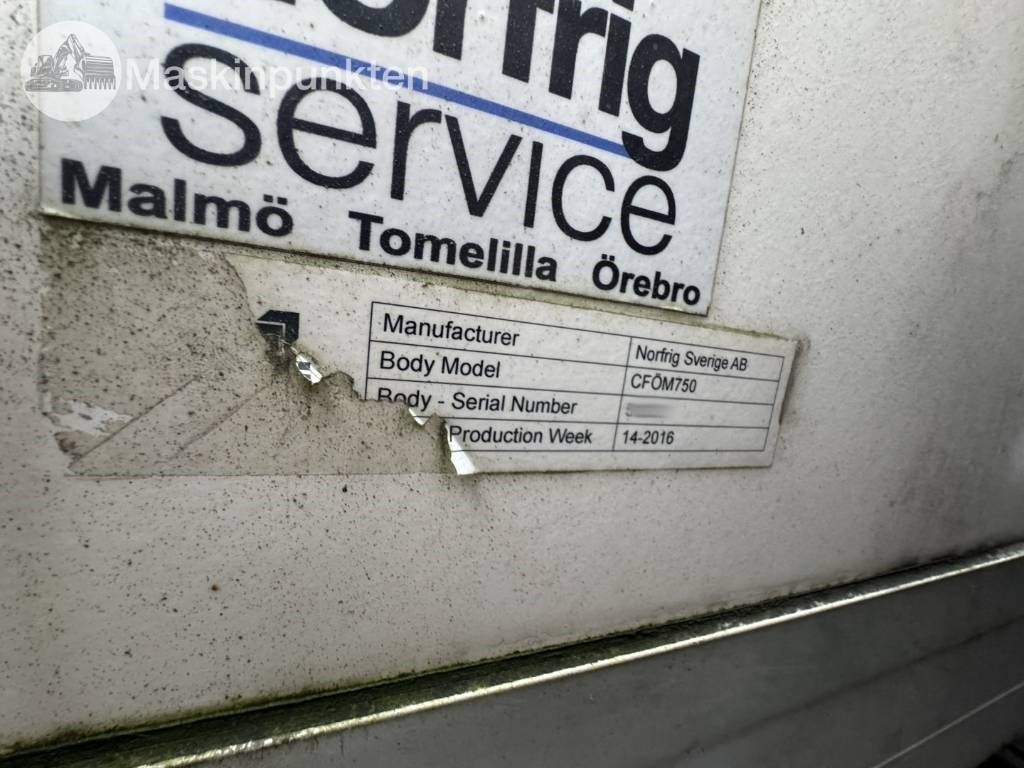 Maskinpunkten
orfrig
service
Malmö Tomelilla Örebro
Manufacturer Norfrig Sverige AB
Body Model CFÖM750
Body - Serial Number
Production Week 14-2016